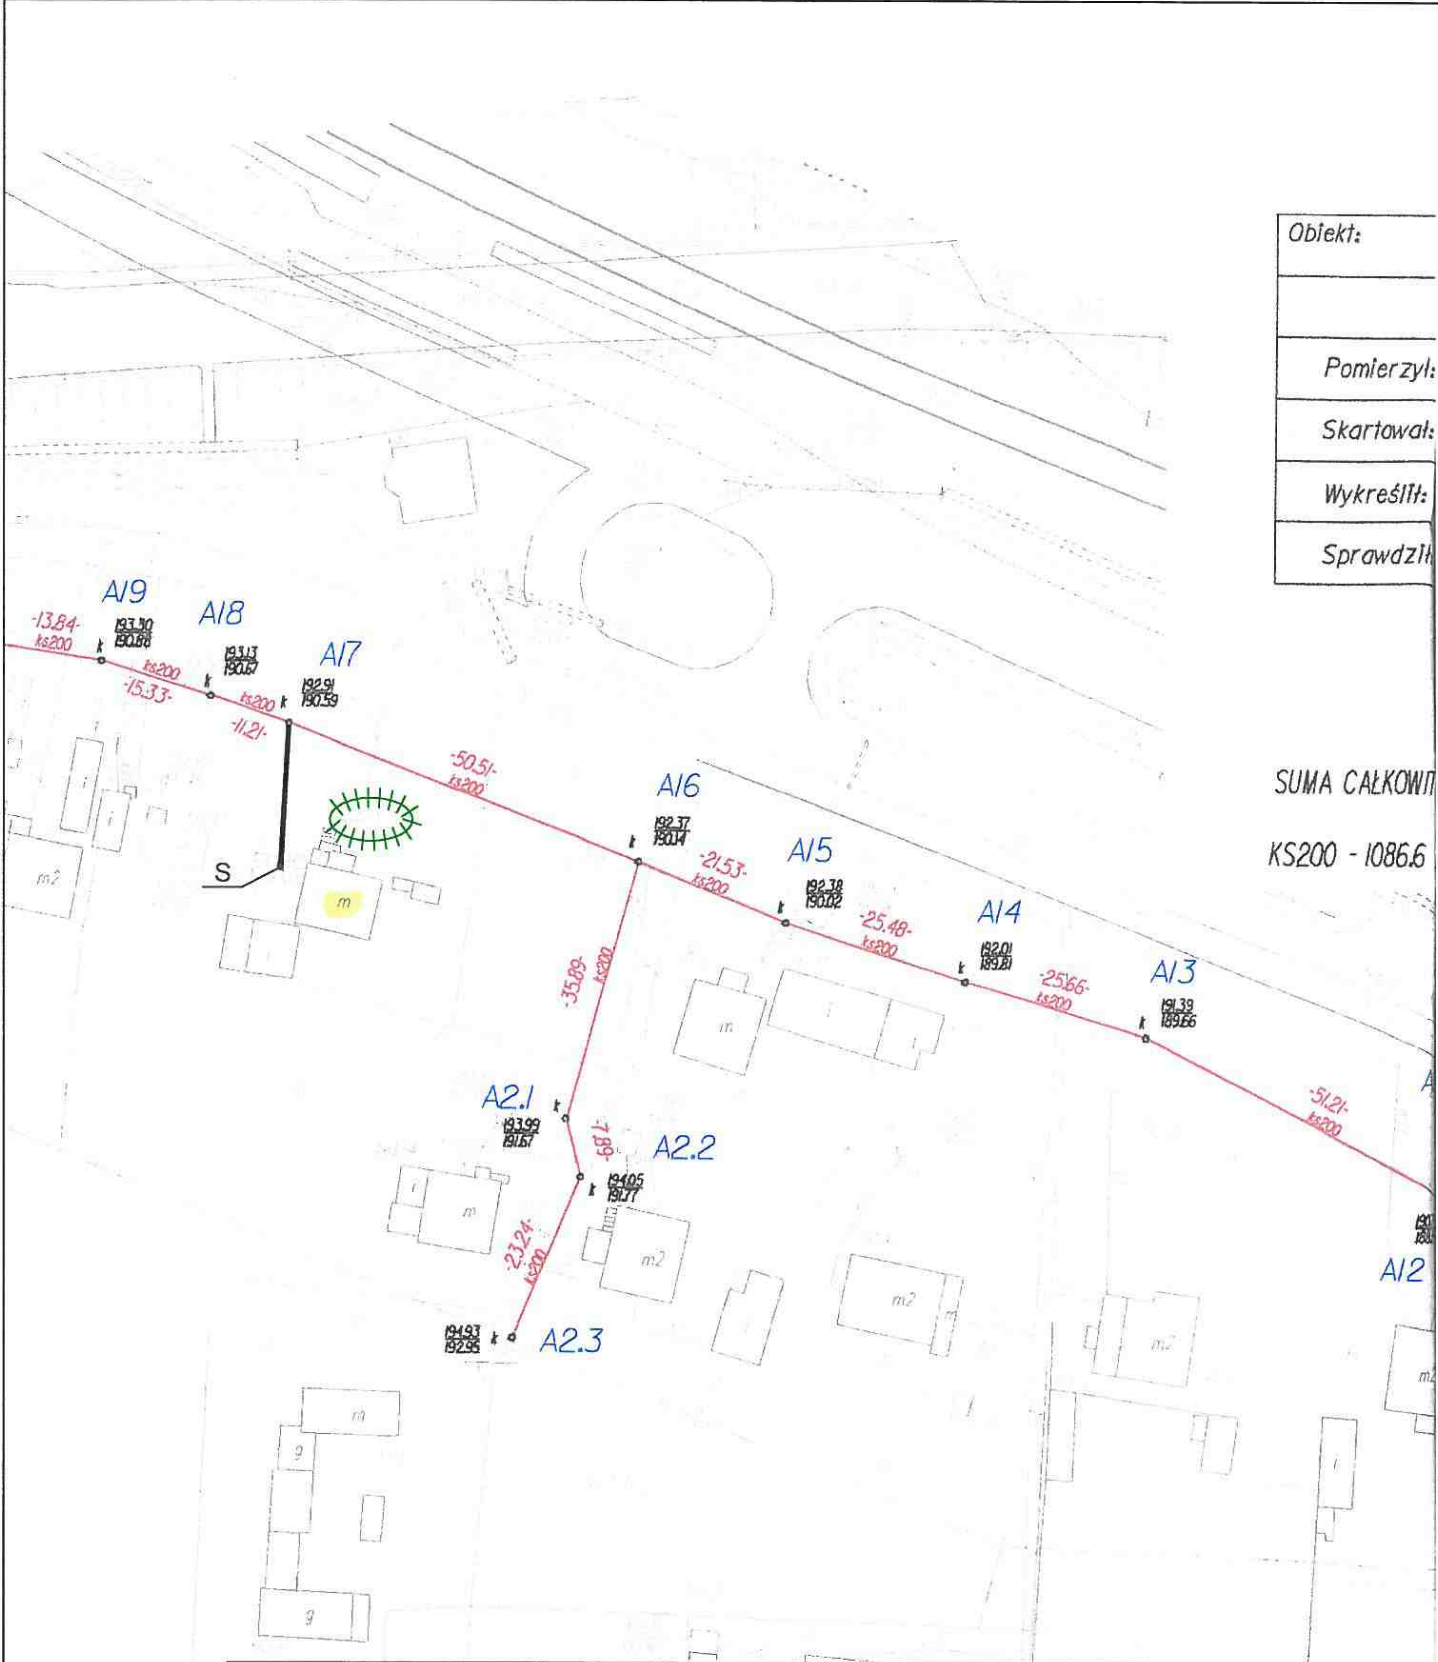 Obiekt:
Pomierzył:
Skartował:
Wykreślił:
Sprawdził
A19
193.30
190.88
k
-13.84-
ks200
A18
193.13
190.67
ks200
-15.33-
A17
192.91
190.59
k
ks200
-11.21-
-50.51-
ks200
A16
192.37
190.14
k
SUMA CAŁKOWIT
KS200 - 1086.6
S
m
m2
-21.53-
ks200
A15
192.38
190.02
k
-25.48-
ks200
A14
192.01
189.81
k
-25.66-
ks200
A13
191.39
189.66
k
-35.89-
ks200
m
i
i
-51.21-
ks200
A2.1
193.99
191.67
k
-7.89-
A2.2
194.05
191.77
k
m
m2
-23.24-
ks200
A12
m2
m
m2
194.93
192.95
k
A2.3
m
g
i
g